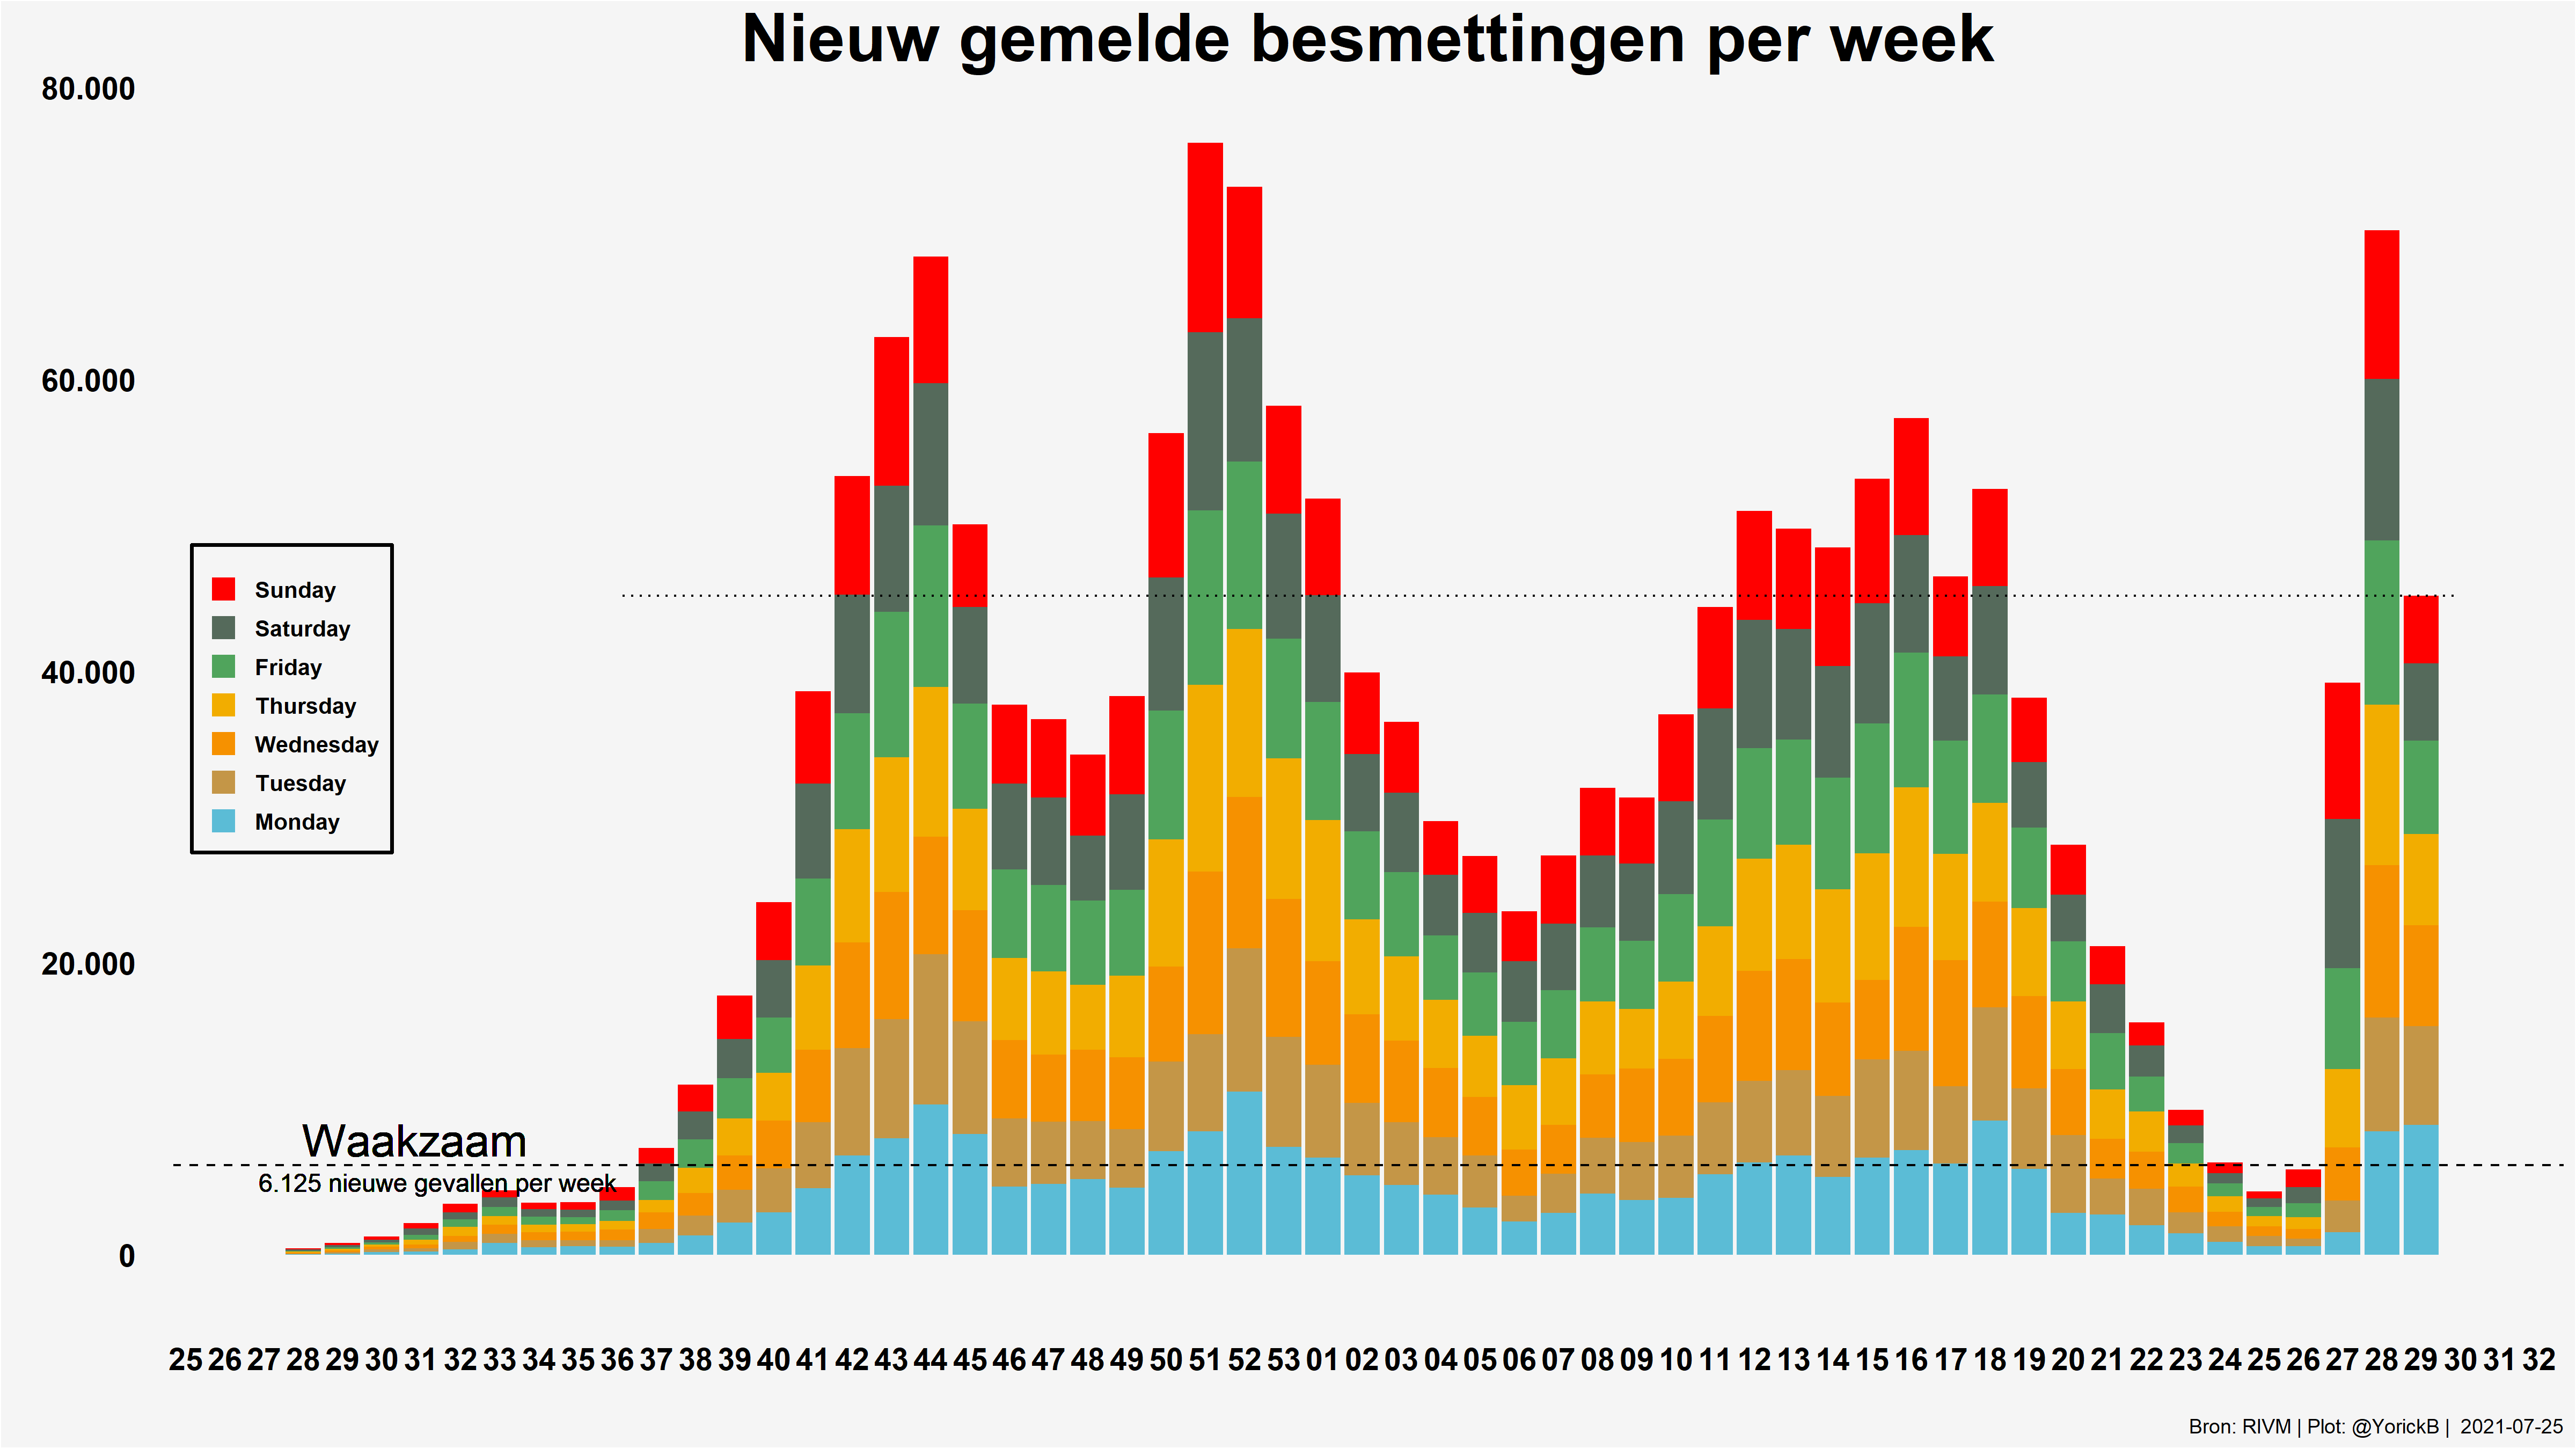 Nieuw gemelde besmettingen per week
80.000
60.000
40.000
20.000
0
Sunday
Saturday
Friday
Thursday
Wednesday
Tuesday
Monday
Waakzaam
6.125 nieuwe gevallen per week
25 26 27 28 29 30 31 32 33 34 35 36 37 38 39 40 41 42 43 44 45 46 47 48 49 50 51 52 53 01 02 03 04 05 06 07 08 09 10 11 12 13 14 15 16 17 18 19 20 21 22 23 24 25 26 27 28 29 30 31 32
Bron: RIVM | Plot: @YorickB | 2021-07-25